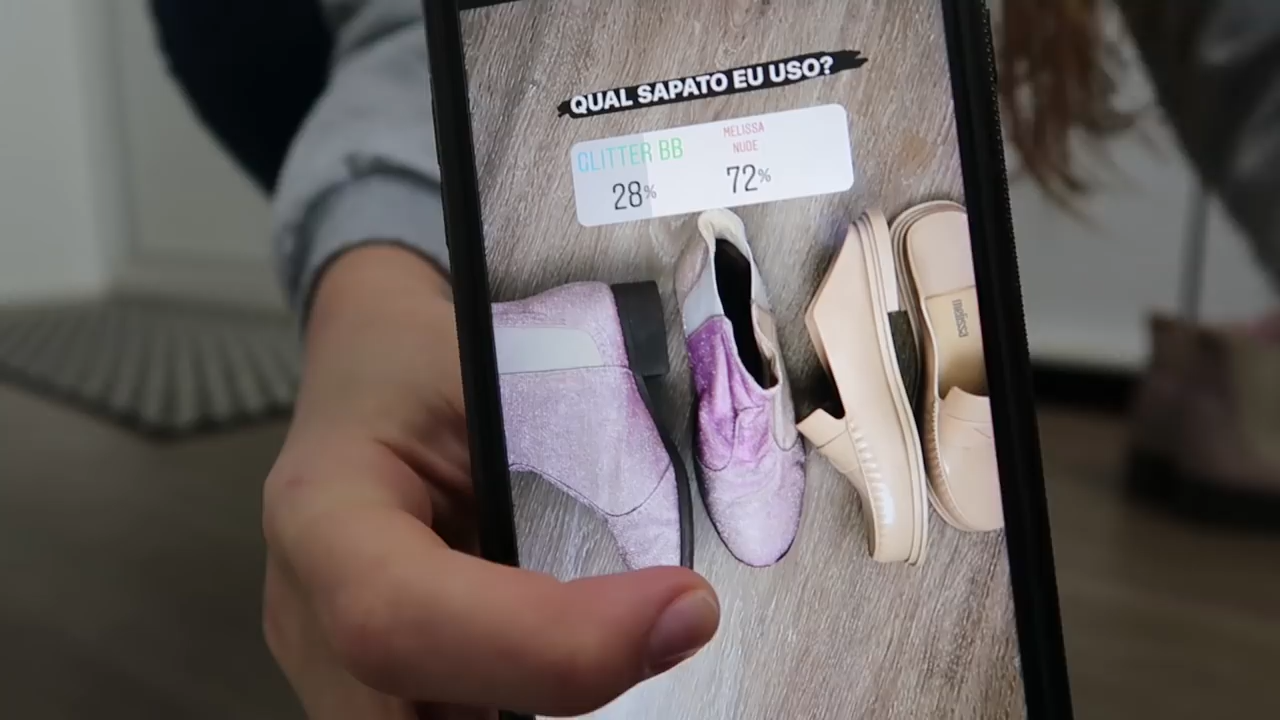 QUAL SAPATO EU USO?
GLITTER BB
28%
MELISSA
NUDE
72%
melissa